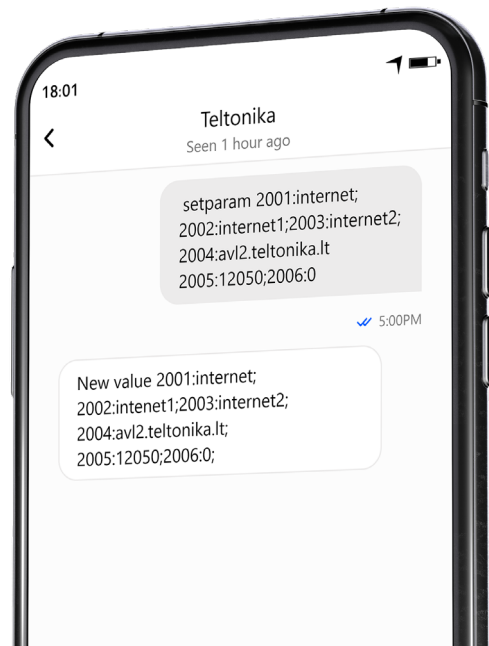 18:01
Teltonika
Seen 1 hour ago
setparam 2001:internet;
2002:internet1;2003:internet2;
2004:avl2.teltonika.lt
2005:12050;2006:0
5:00PM
New value 2001:internet;
2002:intenet1;2003:internet2;
2004:avl2.teltonika.lt;
2005:12050;2006:0;